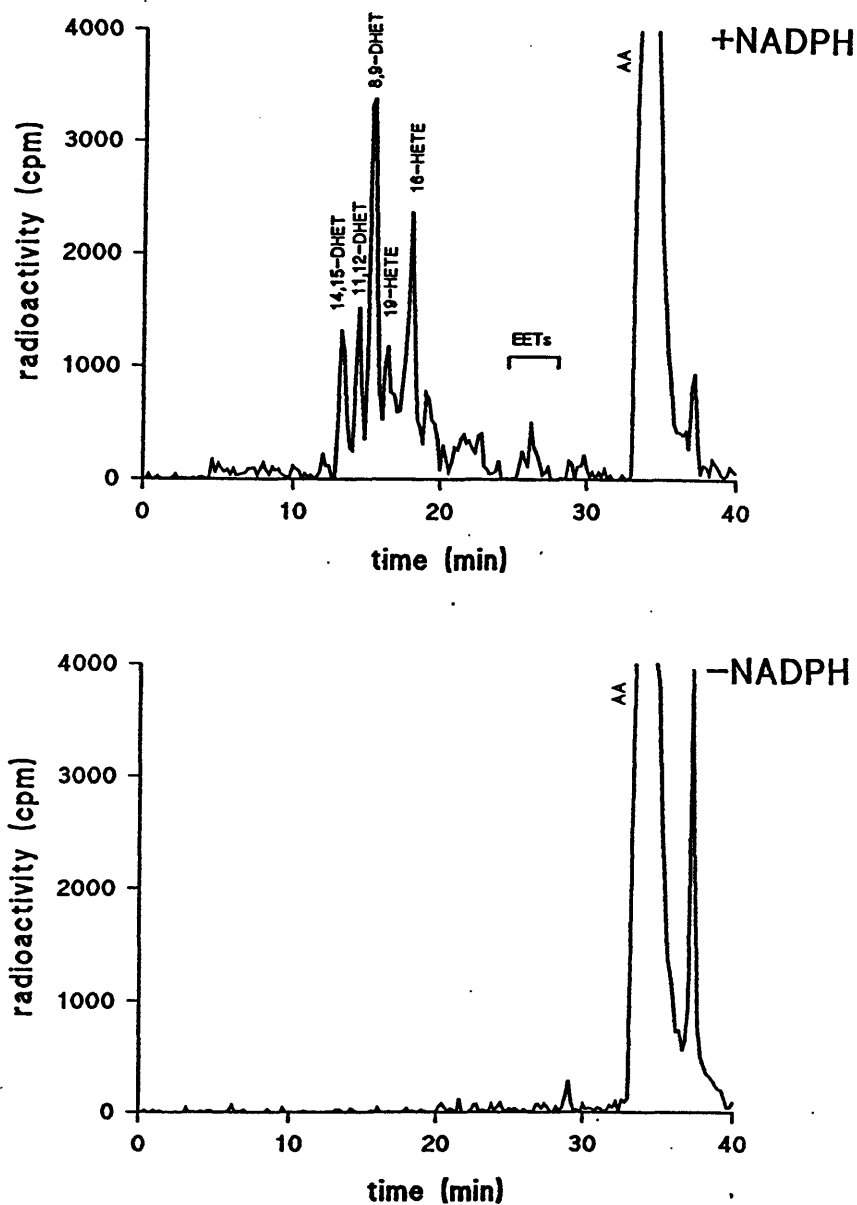 +NADPH
4000
3000
2000
1000
0
radioactivity (cpm)
14,15-DHET
11,12-DHET
8,9-DHET
19-HETE
16-HETE
EETs
AA
0 10 20 30 40
time (min)
-NADPH
4000
3000
2000
1000
0
radioactivity (cpm)
AA
0 10 20 30 40
time (min)